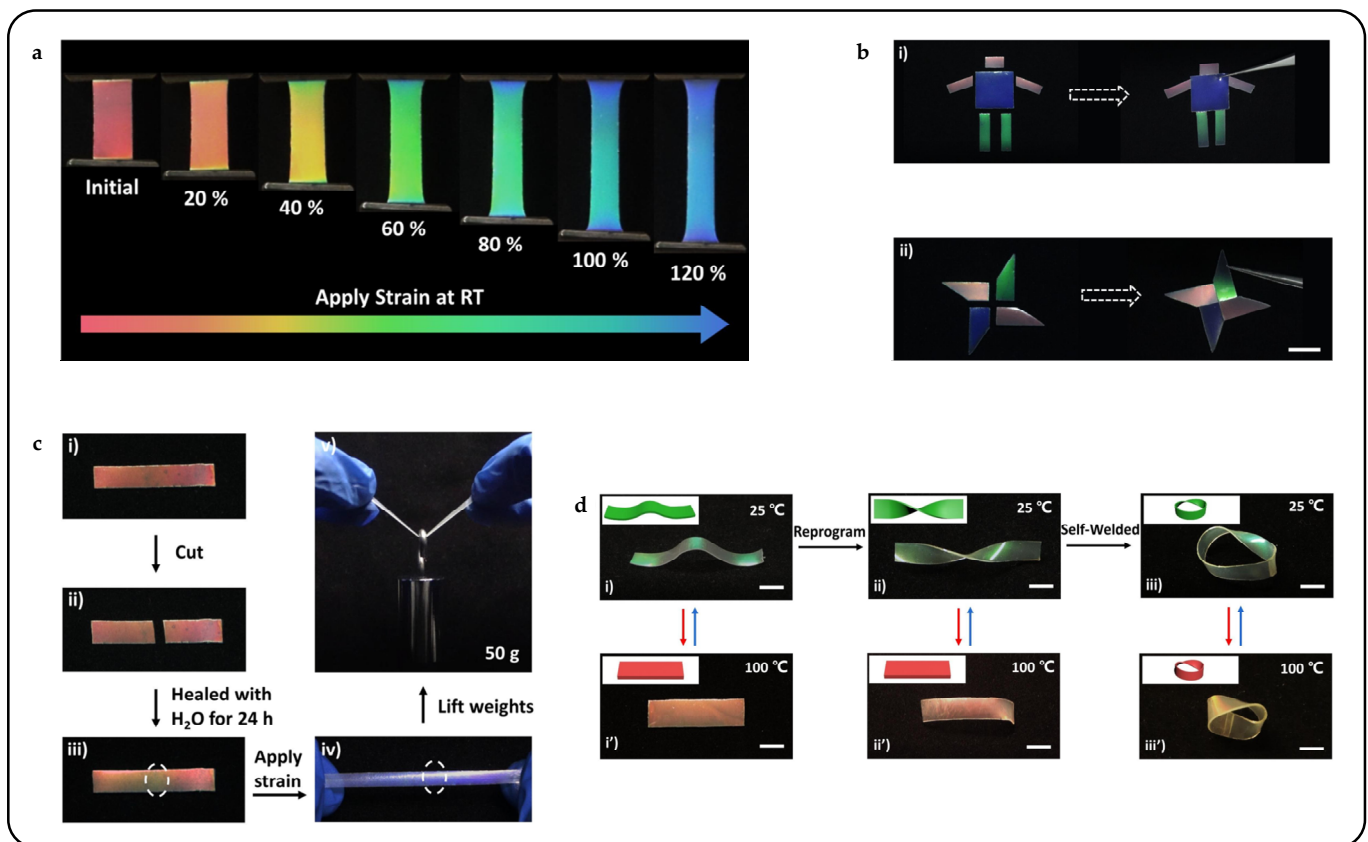 a
Initial
20 %
40 %
60 %
80 %
100 %
120 %
Apply Strain at RT
b
i)
ii)
c
i)
Cut
ii)
Healed with
H₂O for 24 h
iii)
Apply
strain
iv)
Lift weights
v)
50 g
d
25 ℃
i)
Reprogram
25 ℃
ii)
Self-Welded
25 ℃
iii)
100 ℃
i')
100 ℃
ii')
100 ℃
iii')